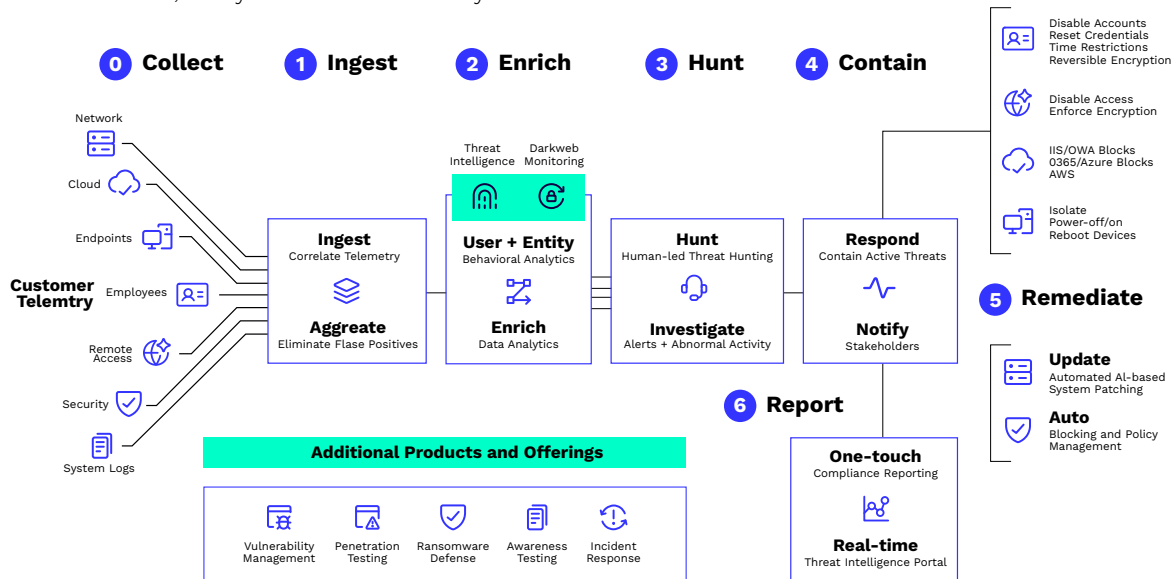 0 Collect
1 Ingest
2 Enrich
3 Hunt
4 Contain
Disable Accounts
Reset Credentials
Time Restrictions
Reversible Encryption
Disable Access
Enforce Encryption
IIS/OWA Blocks
0365/Azure Blocks
AWS
Isolate
Power-off/on
Reboot Devices
Customer
Telemtry
Network
Cloud
Endpoints
Employees
Remote
Access
Security
System Logs
Ingest
Correlate Telemetry
Aggreate
Eliminate Flase Positives
Threat
Intelligence
Darkweb
Monitoring
User + Entity
Behavioral Analytics
Enrich
Data Analytics
Hunt
Human-led Threat Hunting
Investigate
Alerts + Abnormal Activity
Respond
Contain Active Threats
Notify
Stakeholders
5 Remediate
Update
Automated AI-based
System Patching
Auto
Blocking and Policy
Management
6 Report
One-touch
Compliance Reporting
Real-time
Threat Intelligence Portal
Additional Products and Offerings
Vulnerability
Management
Penetration
Testing
Ransomware
Defense
Awareness
Testing
Incident
Response